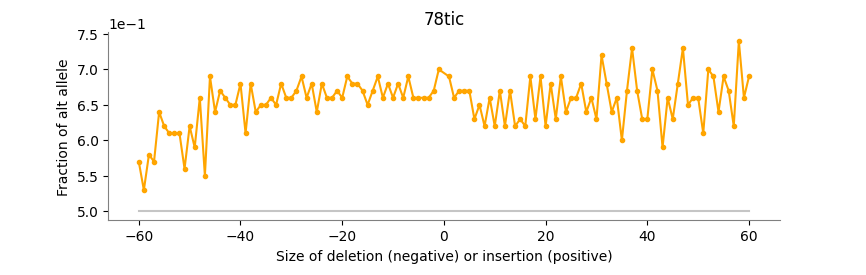 78tic
1e−1
7.5
7.0
6.5
6.0
5.5
5.0
Fraction of alt allele
−60 −40 −20 0 20 40 60
Size of deletion (negative) or insertion (positive)